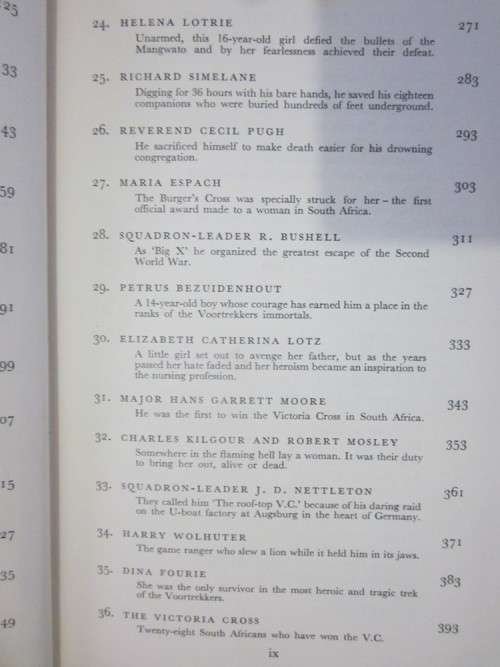 25
33
43
59
81
91
99
07
15
27
35
49
24. HELENA LOTRIE 271
Unarmed, this 16-year-old girl defied the bullets of the
Mangwato and by her fearlessness achieved their defeat.
25. RICHARD SIMELANE 283
Digging for 36 hours with his bare hands, he saved his eighteen
companions who were buried hundreds of feet underground.
26. REVEREND CECIL PUGH 293
He sacrificed himself to make death easier for his drowning
congregation.
27. MARIA ESPACH 303
The Burger's Cross was specially struck for her – the first
official award made to a woman in South Africa.
28. SQUADRON-LEADER R. BUSHELL 311
As 'Big X' he organized the greatest escape of the Second
World War.
29. PETRUS BEZUIDENHOUT 327
A 14-year-old boy whose courage has earned him a place in the
ranks of the Voortrekkers immortals.
30. ELIZABETH CATHERINA LOTZ 333
A little girl set out to avenge her father, but as the years
passed her hate faded and her heroism became an inspiration to
the nursing profession.
31. MAJOR HANS GARRETT MOORE 343
He was the first to win the Victoria Cross in South Africa.
32. CHARLES KILGOUR AND ROBERT MOSLEY 353
Somewhere in the flaming hell lay a woman. It was their duty
to bring her out, alive or dead.
33. SQUADRON-LEADER J. D. NETTLETON 361
They called him 'The roof-top V.C.' because of his daring raid
on the U-boat factory at Augsburg in the heart of Germany.
34. HARRY WOLHUTER 371
The game ranger who slew a lion while it held him in its jaws.
35. DINA FOURIE 383
She was the only survivor in the most heroic and tragic trek
of the Voortrekkers.
36. THE VICTORIA CROSS 393
Twenty-eight South Africans who have won the V.C.
ix